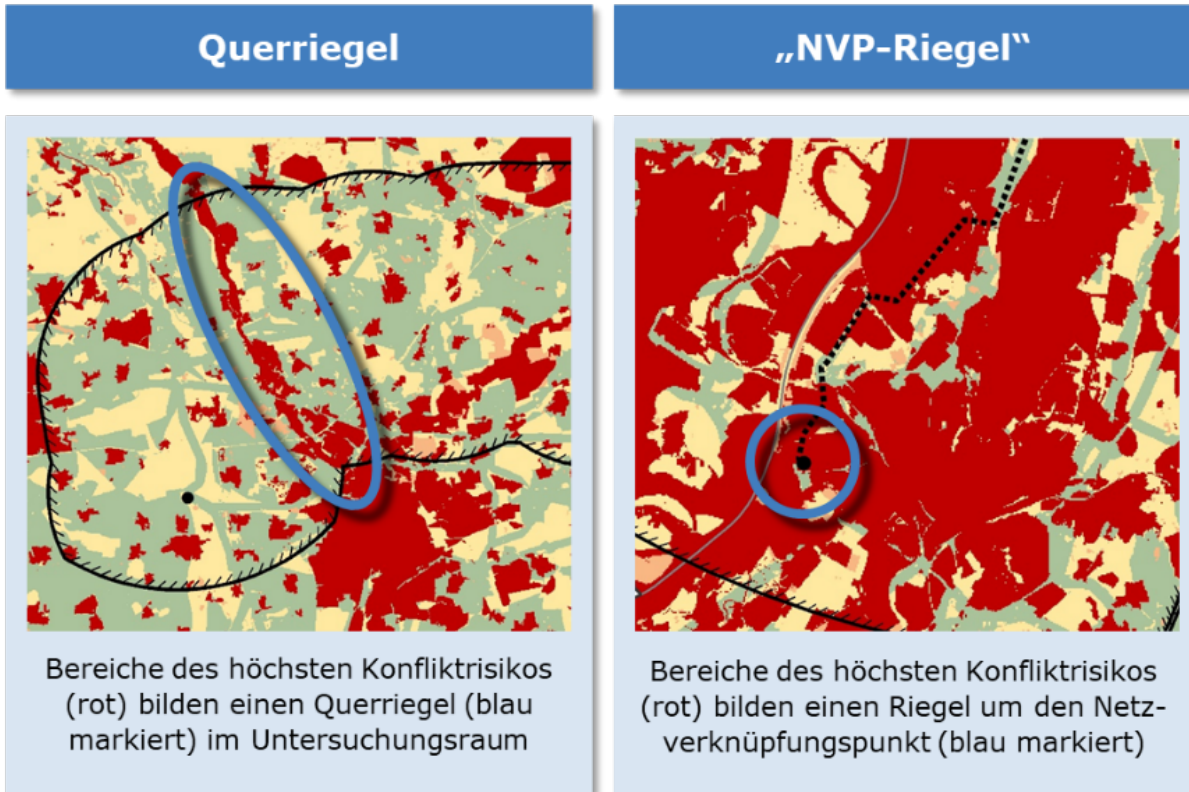 Querriegel
„NVP-Riegel“
Bereiche des höchsten Konfliktrisikos
(rot) bilden einen Querriegel (blau
markiert) im Untersuchungsraum
Bereiche des höchsten Konfliktrisikos
(rot) bilden einen Riegel um den Netz-
verknüpfungspunkt (blau markiert)